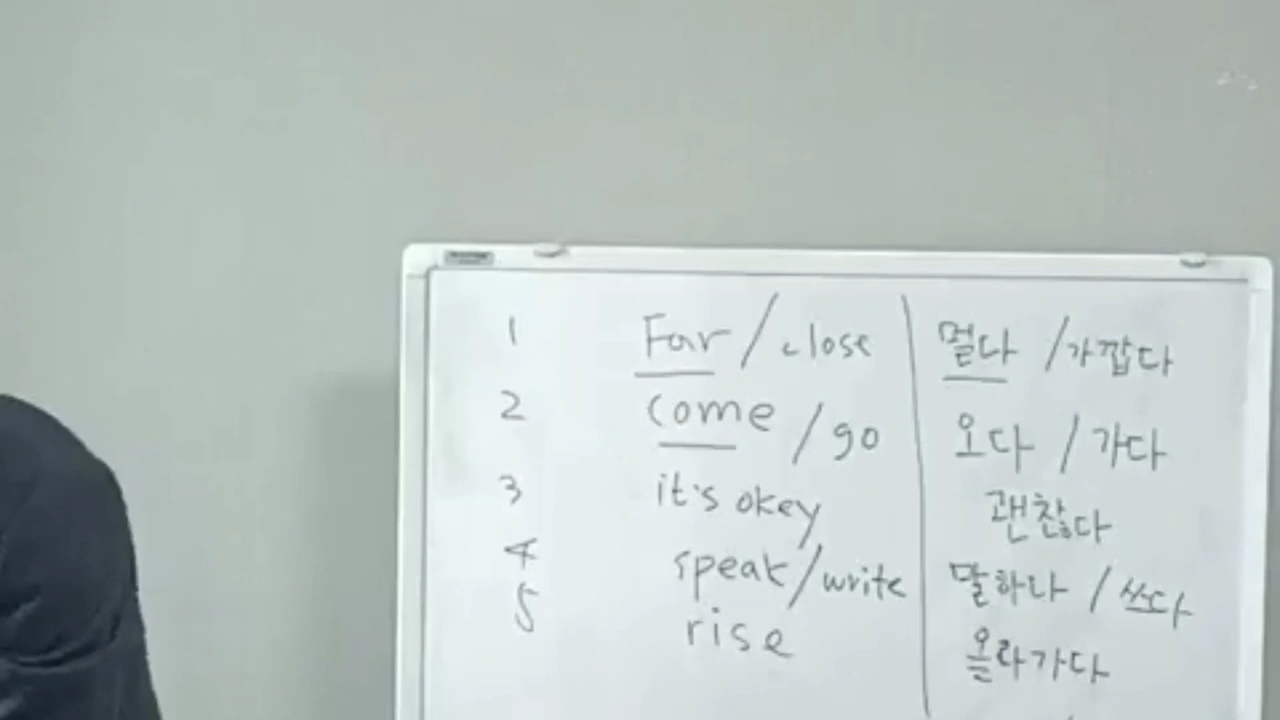 1 Far / close 멀다 / 가깝다
2 come / go 오다 / 가다
3 it's okey 괜찮다
4 speak / write 말하다 / 쓰다
5 rise 올라가다